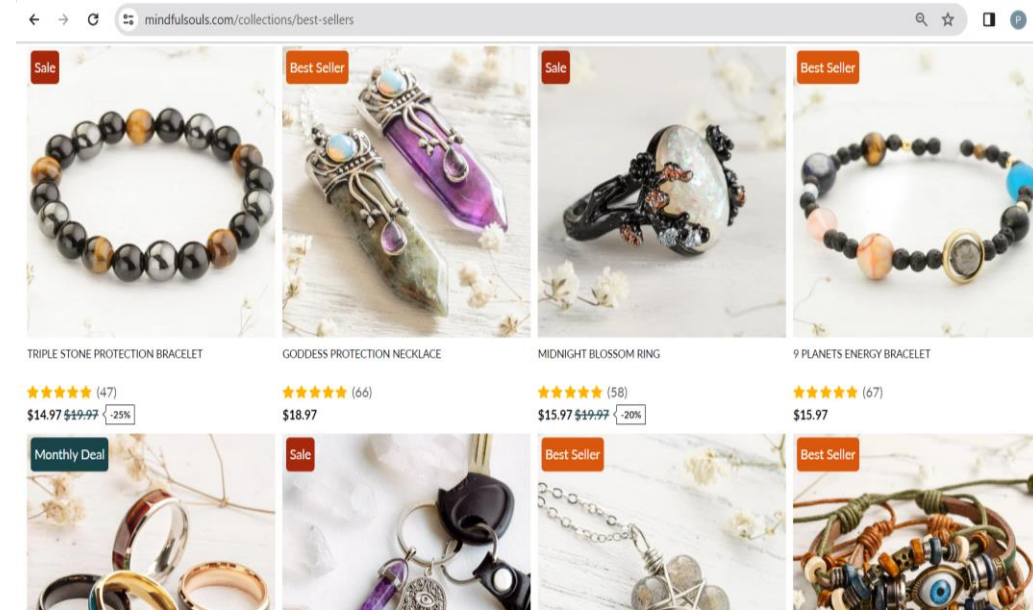 mindfulsouls.com/collections/best-sellers
P
Sale
Best Seller
Sale
Best Seller
TRIPLE STONE PROTECTION BRACELET
GODDESS PROTECTION NECKLACE
MIDNIGHT BLOSSOM RING
9 PLANETS ENERGY BRACELET
(47)
(66)
(58)
(67)
$14.97 $19.97 -25%
$18.97
$15.97 $19.97 -20%
$15.97
Monthly Deal
Sale
Best Seller
Best Seller